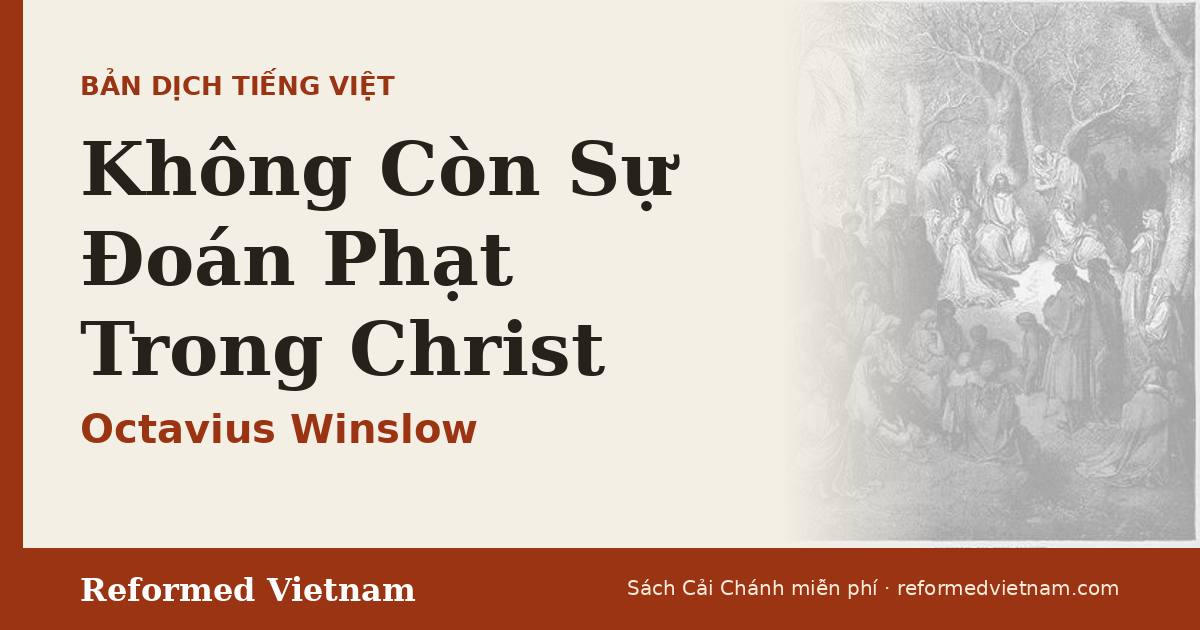 BẢN DỊCH TIẾNG VIỆT
Không Còn Sự
Đoán Phạt
Trong Christ
Octavius Winslow
Reformed Vietnam
Sách Cải Chánh miễn phí · reformedvietnam.com